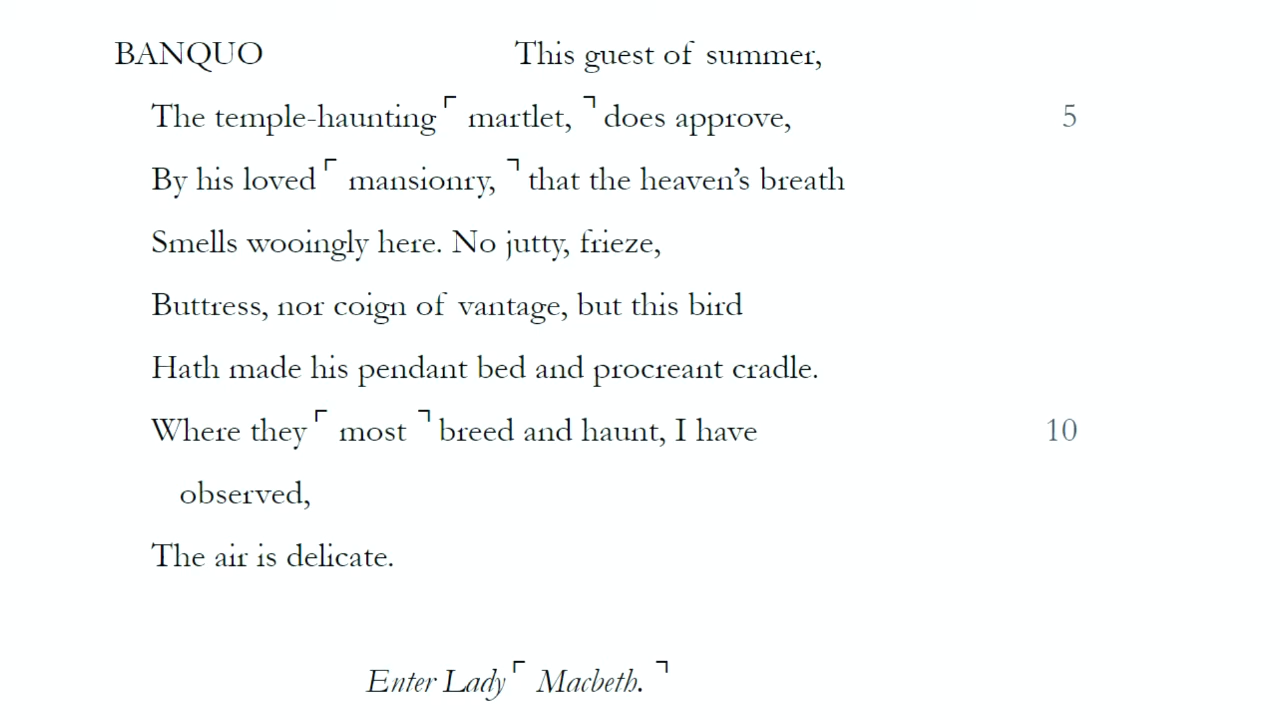 BANQUO This guest of summer,
The temple-haunting ⌜martlet,⌝ does approve, 5
By his loved ⌜mansionry,⌝ that the heaven’s breath
Smells wooingly here. No jutty, frieze,
Buttress, nor coign of vantage, but this bird
Hath made his pendant bed and procreant cradle.
Where they ⌜most⌝ breed and haunt, I have 10
observed,
The air is delicate.
Enter Lady ⌜Macbeth.⌝